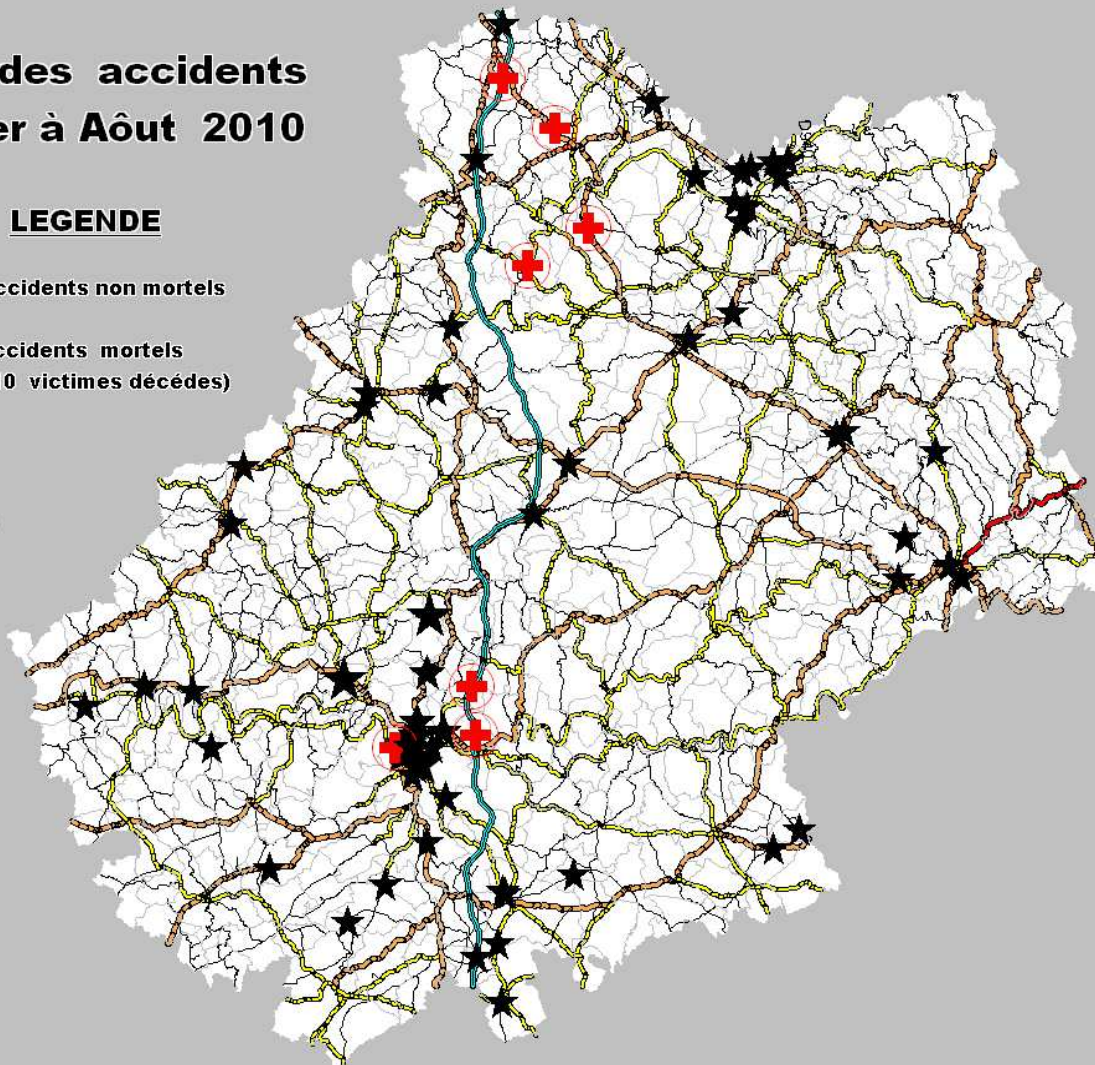 des accidents
er à Aôut 2010
LEGENDE
ccidents non mortels
ccidents mortels
0 victimes décédes)